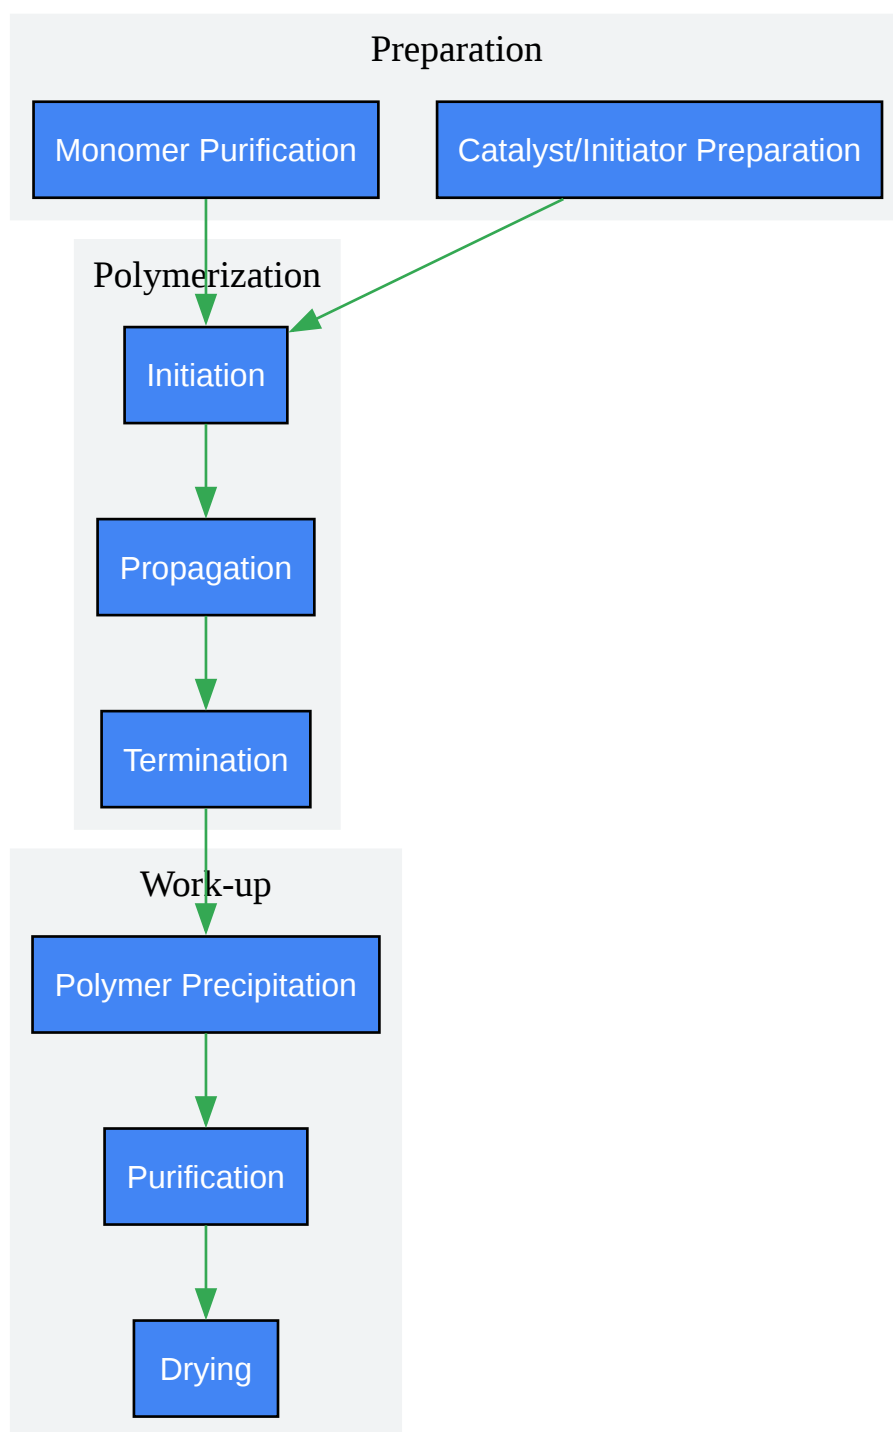 Preparation
Monomer Purification
Catalyst/Initiator Preparation
Polymerization
Initiation
Propagation
Termination
Work-up
Polymer Precipitation
Purification
Drying